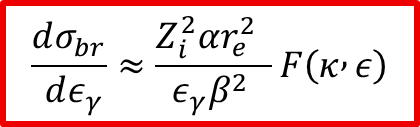 dσ_br/dϵ_γ ≈ Z_i^2 α r_e^2 / ϵ_γ β^2 F(κ, ϵ)